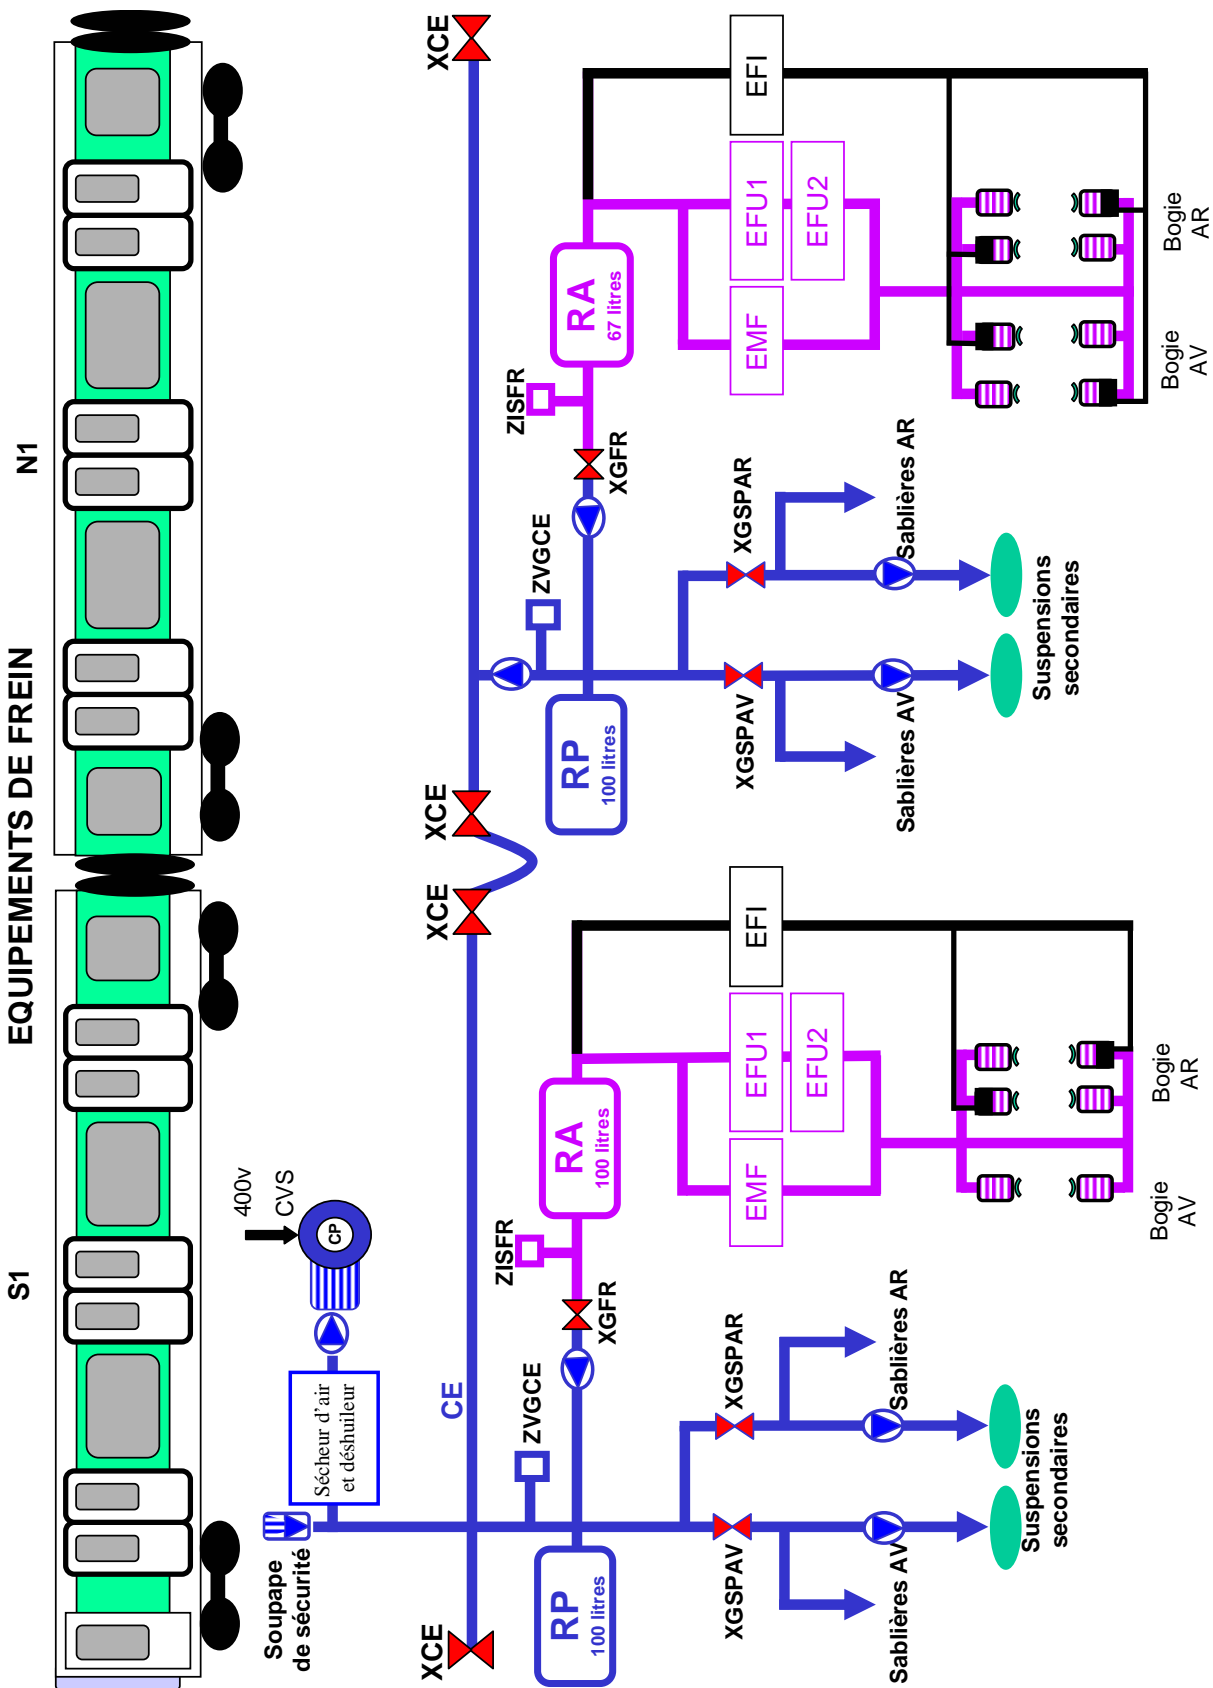 EQUIPEMENTS DE FREIN
S1
N1
400v
CVS
CP
Sécheur d'air
et déshuileur
Soupape
de sécurité
XCE
CE
XCE
XCE
XCE
ZVGCE
ZISFR
ZVGCE
ZISFR
RP
100 litres
XGFR
RA
100 litres
RP
100 litres
XGFR
RA
67 litres
XGSPAV
XGSPAR
EMF
EFU1
EFU2
EFI
XGSPAV
XGSPAR
EMF
EFU1
EFU2
EFI
Sablières AV
Sablières AR
Sablières AV
Sablières AR
Suspensions
secondaires
Bogie
AV
Bogie
AR
Suspensions
secondaires
Bogie
AV
Bogie
AR